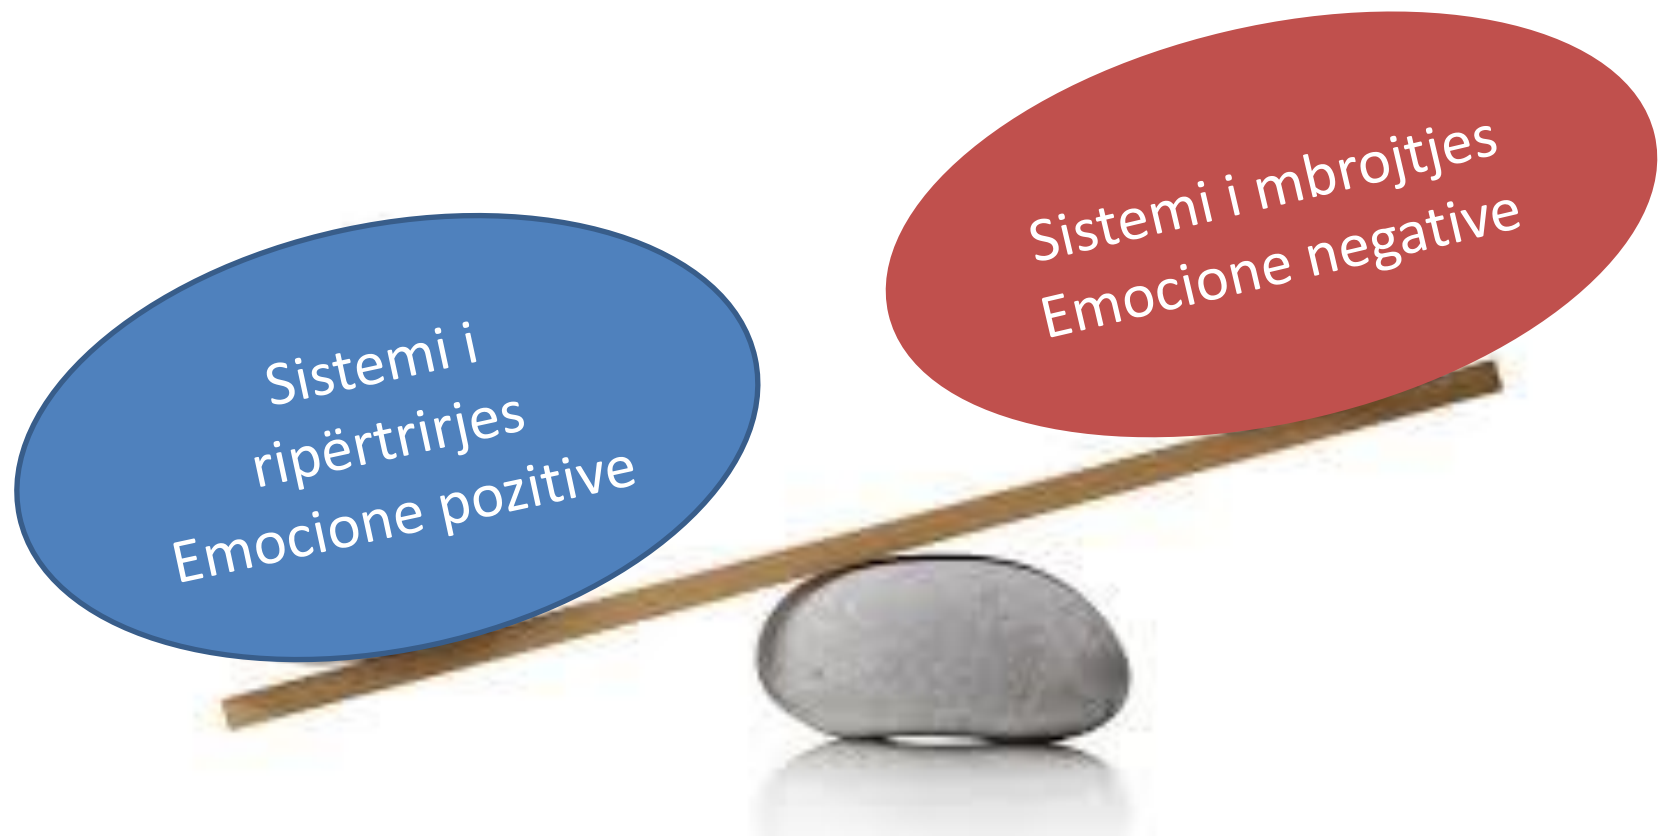 Sistemi i
ripërtrirjes
Emocione pozitive
Sistemi i mbrojtjes
Emocione negative